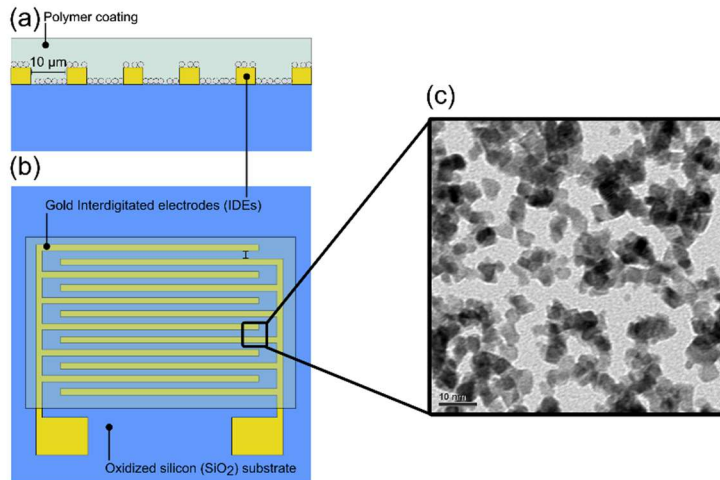 (a)
Polymer coating
10 µm
(b)
Gold Interdigitated electrodes (IDEs)
Oxidized silicon (SiO₂) substrate
(c)
10 nm